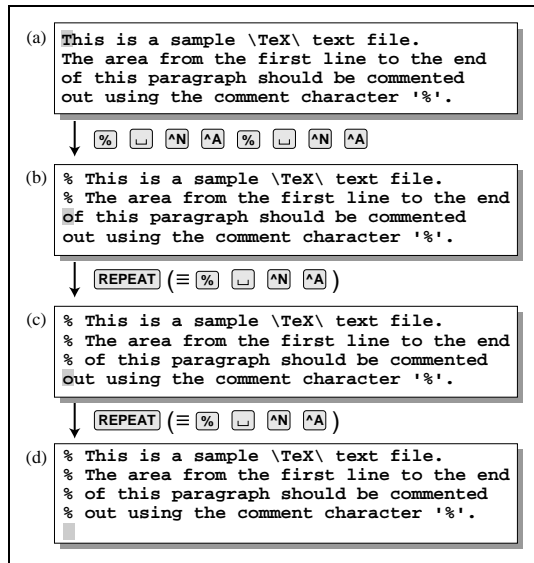 (a) This is a sample \TeX\ text file.
The area from the first line to the end
of this paragraph should be commented
out using the comment character '%'.
% ␣ ^N ^A % ␣ ^N ^A
(b) % This is a sample \TeX\ text file.
% The area from the first line to the end
of this paragraph should be commented
out using the comment character '%'.
REPEAT (≡ % ␣ ^N ^A )
(c) % This is a sample \TeX\ text file.
% The area from the first line to the end
% of this paragraph should be commented
out using the comment character '%'.
REPEAT (≡ % ␣ ^N ^A )
(d) % This is a sample \TeX\ text file.
% The area from the first line to the end
% of this paragraph should be commented
% out using the comment character '%'.